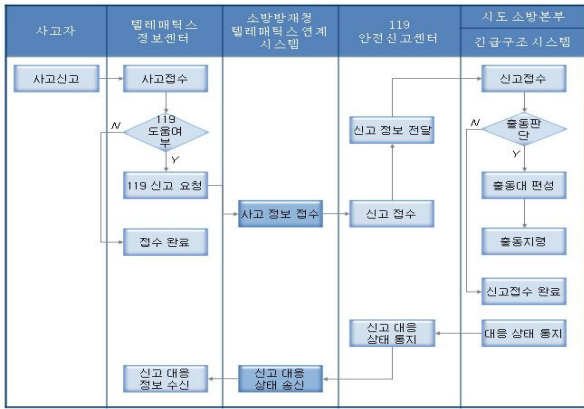 사고자
텔레매틱스
정보센터
소방방재청
텔레매틱스 연계
시스템
119
안전신고센터
시도 소방본부
긴급구조 시스템
사고신고
사고접수
신고접수
119
도움여
부
N
Y
신고 정보 전달
출동판
단
N
Y
119 신고 요청
출동대 편성
사고 정보 접수
신고 접수
접수 완료
출동지령
신고접수 완료
신고 대응
상태 통지
대응 상태 통지
신고 대응
정보 수신
신고 대응
상태 송신